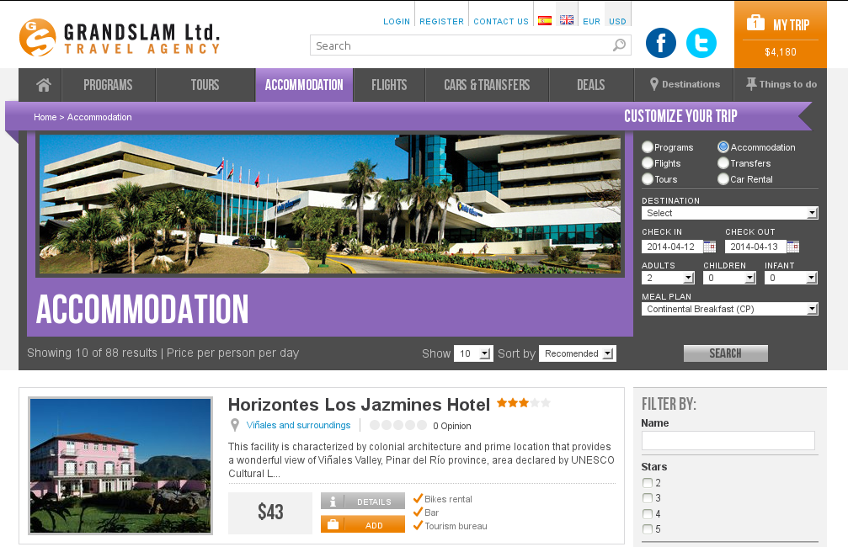 GRANDSLAM Ltd.
TRAVEL AGENCY
LOGIN
REGISTER
CONTACT US
EUR
USD
Search
1
MY TRIP
$4,180
PROGRAMS
TOURS
ACCOMMODATION
FLIGHTS
CARS & TRANSFERS
DEALS
Destinations
Things to do
Home > Accommodation
CUSTOMIZE YOUR TRIP
Programs
Accommodation
Flights
Transfers
Tours
Car Rental
DESTINATION
Select
CHECK IN
CHECK OUT
2014-04-12
2014-04-13
ADULTS
CHILDREN
INFANT
2
0
0
MEAL PLAN
Continental Breakfast (CP)
SEARCH
ACCOMMODATION
Showing 10 of 88 results | Price per person per day
Show 10 Sort by Recomended
Horizontes Los Jazmines Hotel
Viñales and surroundings
0 Opinion
This facility is characterized by colonial architecture and prime location that provides
a wonderful view of Viñales Valley, Pinar del Río province, area declared by UNESCO
Cultural L...
$43
DETAILS
ADD
Bikes rental
Bar
Tourism bureau
FILTER BY:
Name
Stars
2
3
4
5